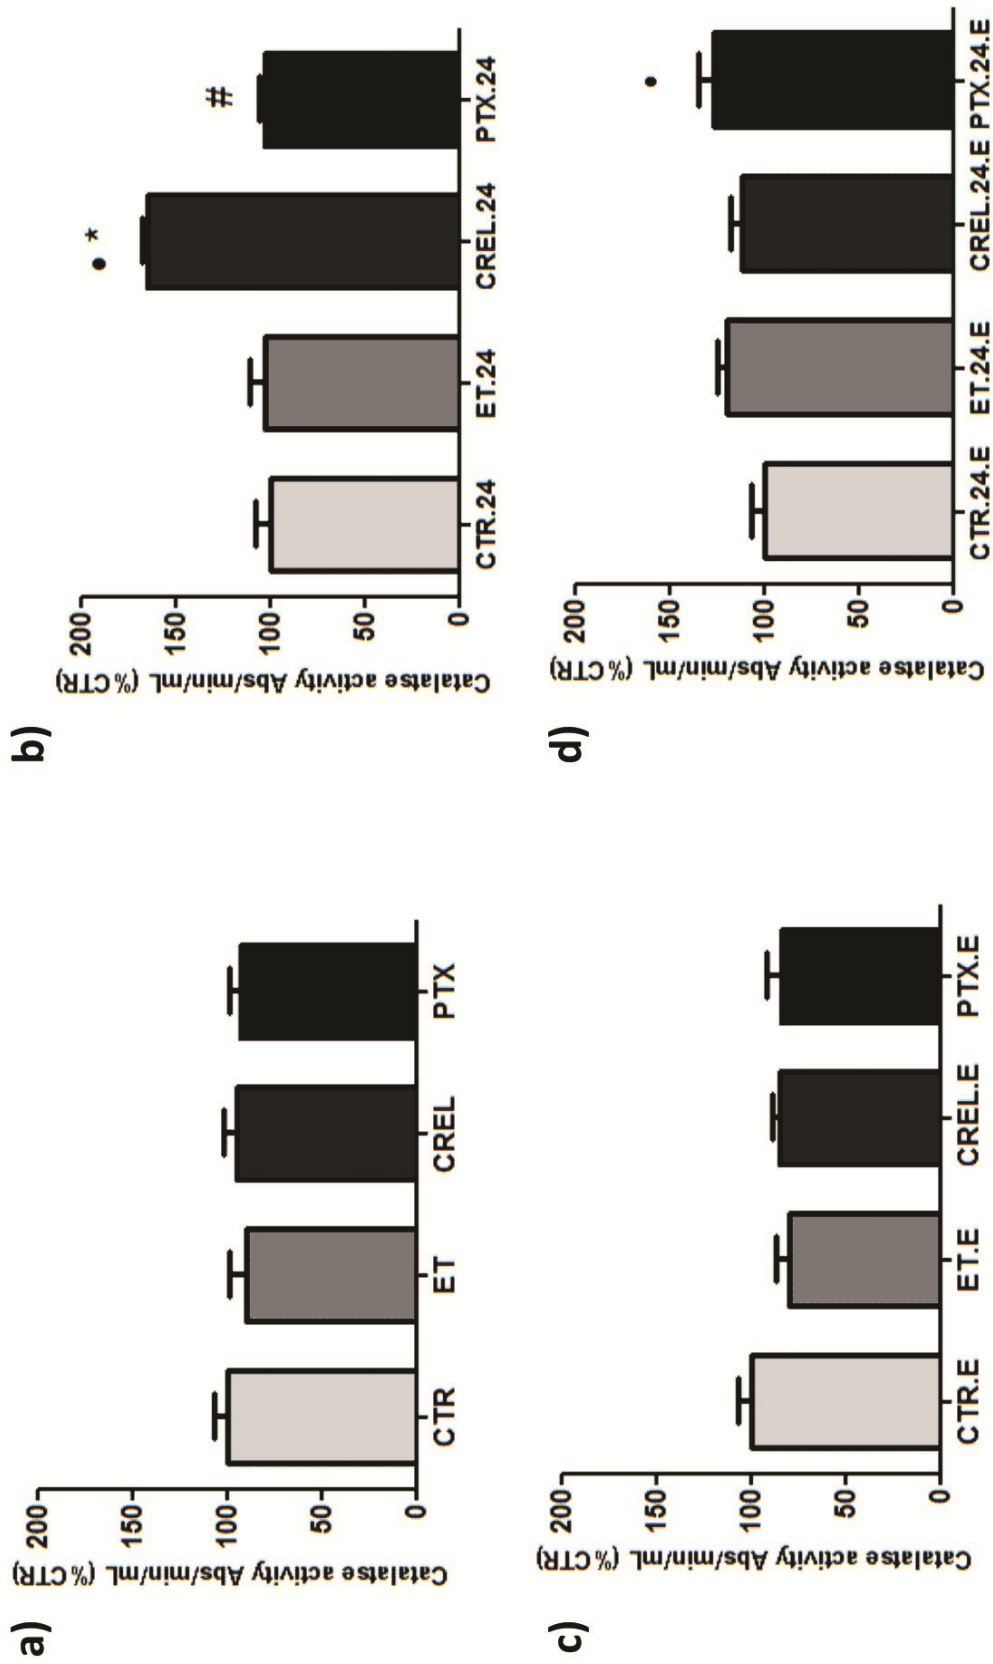 a)
Catalatse activity Abs/min/mL (%CTR)
200
150
100
50
0
CTR ET CREL PTX
b)
Catalatse activity Abs/min/mL (%CTR)
200
150
100
50
0
• *
#
CTR.24 ET.24 CREL.24 PTX.24
c)
Catalatse activity Abs/min/mL (%CTR)
200
150
100
50
0
CTR.E ET.E CREL.E PTX.E
d)
Catalatse activity Abs/min/mL (%CTR)
200
150
100
50
0
•
CTR.24.E ET.24.E CREL.24.E PTX.24.E